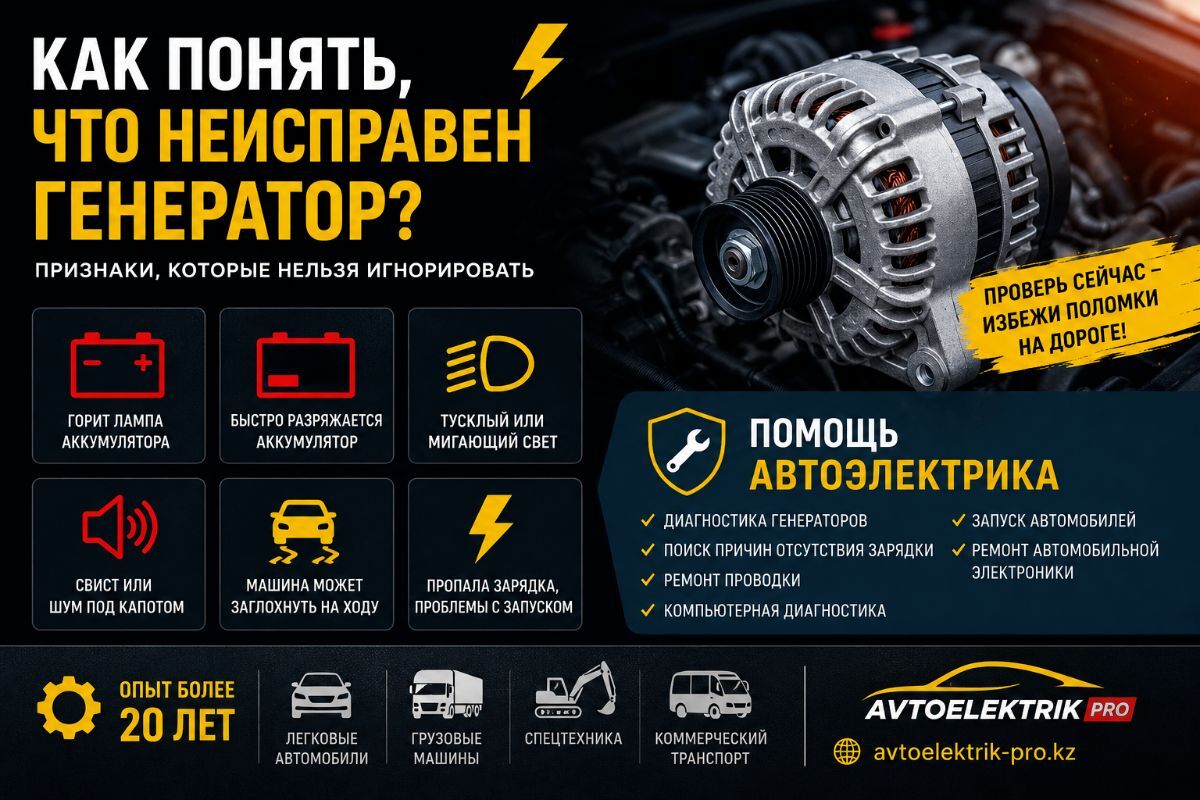 КАК ПОНЯТЬ,
ЧТО НЕИСПРАВЕН
ГЕНЕРАТОР?
ПРИЗНАКИ, КОТОРЫЕ НЕЛЬЗЯ ИГНОРИРОВАТЬ
ПРОВЕРЬ СЕЙЧАС –
ИЗБЕЖИ ПОЛОМКИ
НА ДОРОГЕ!
ГОРИТ ЛАМПА
АККУМУЛЯТОРА
БЫСТРО РАЗРЯЖАЕТСЯ
АККУМУЛЯТОР
ТУСКЛЫЙ ИЛИ
МИГАЮЩИЙ СВЕТ
СВИСТ ИЛИ
ШУМ ПОД КАПОТОМ
МАШИНА МОЖЕТ
ЗАГЛОХНУТЬ НА ХОДУ
ПРОПАЛА ЗАРЯДКА,
ПРОБЛЕМЫ С ЗАПУСКОМ
ПОМОЩЬ
АВТОЭЛЕКТРИКА
ДИАГНОСТИКА ГЕНЕРАТОРОВ
ПОИСК ПРИЧИН ОТСУТСТВИЯ ЗАРЯДКИ
РЕМОНТ ПРОВОДКИ
КОМПЬЮТЕРНАЯ ДИАГНОСТИКА
ЗАПУСК АВТОМОБИЛЕЙ
РЕМОНТ АВТОМОБИЛЬНОЙ
ЭЛЕКТРОНИКИ
ОПЫТ БОЛЕЕ
20 ЛЕТ
ЛЕГКОВЫЕ
АВТОМОБИЛИ
ГРУЗОВЫЕ
МАШИНЫ
СПЕЦТЕХНИКА
КОММЕРЧЕСКИЙ
ТРАНСПОРТ
AVTOELEKTRIK PRO
avtoelektrik-pro.kz